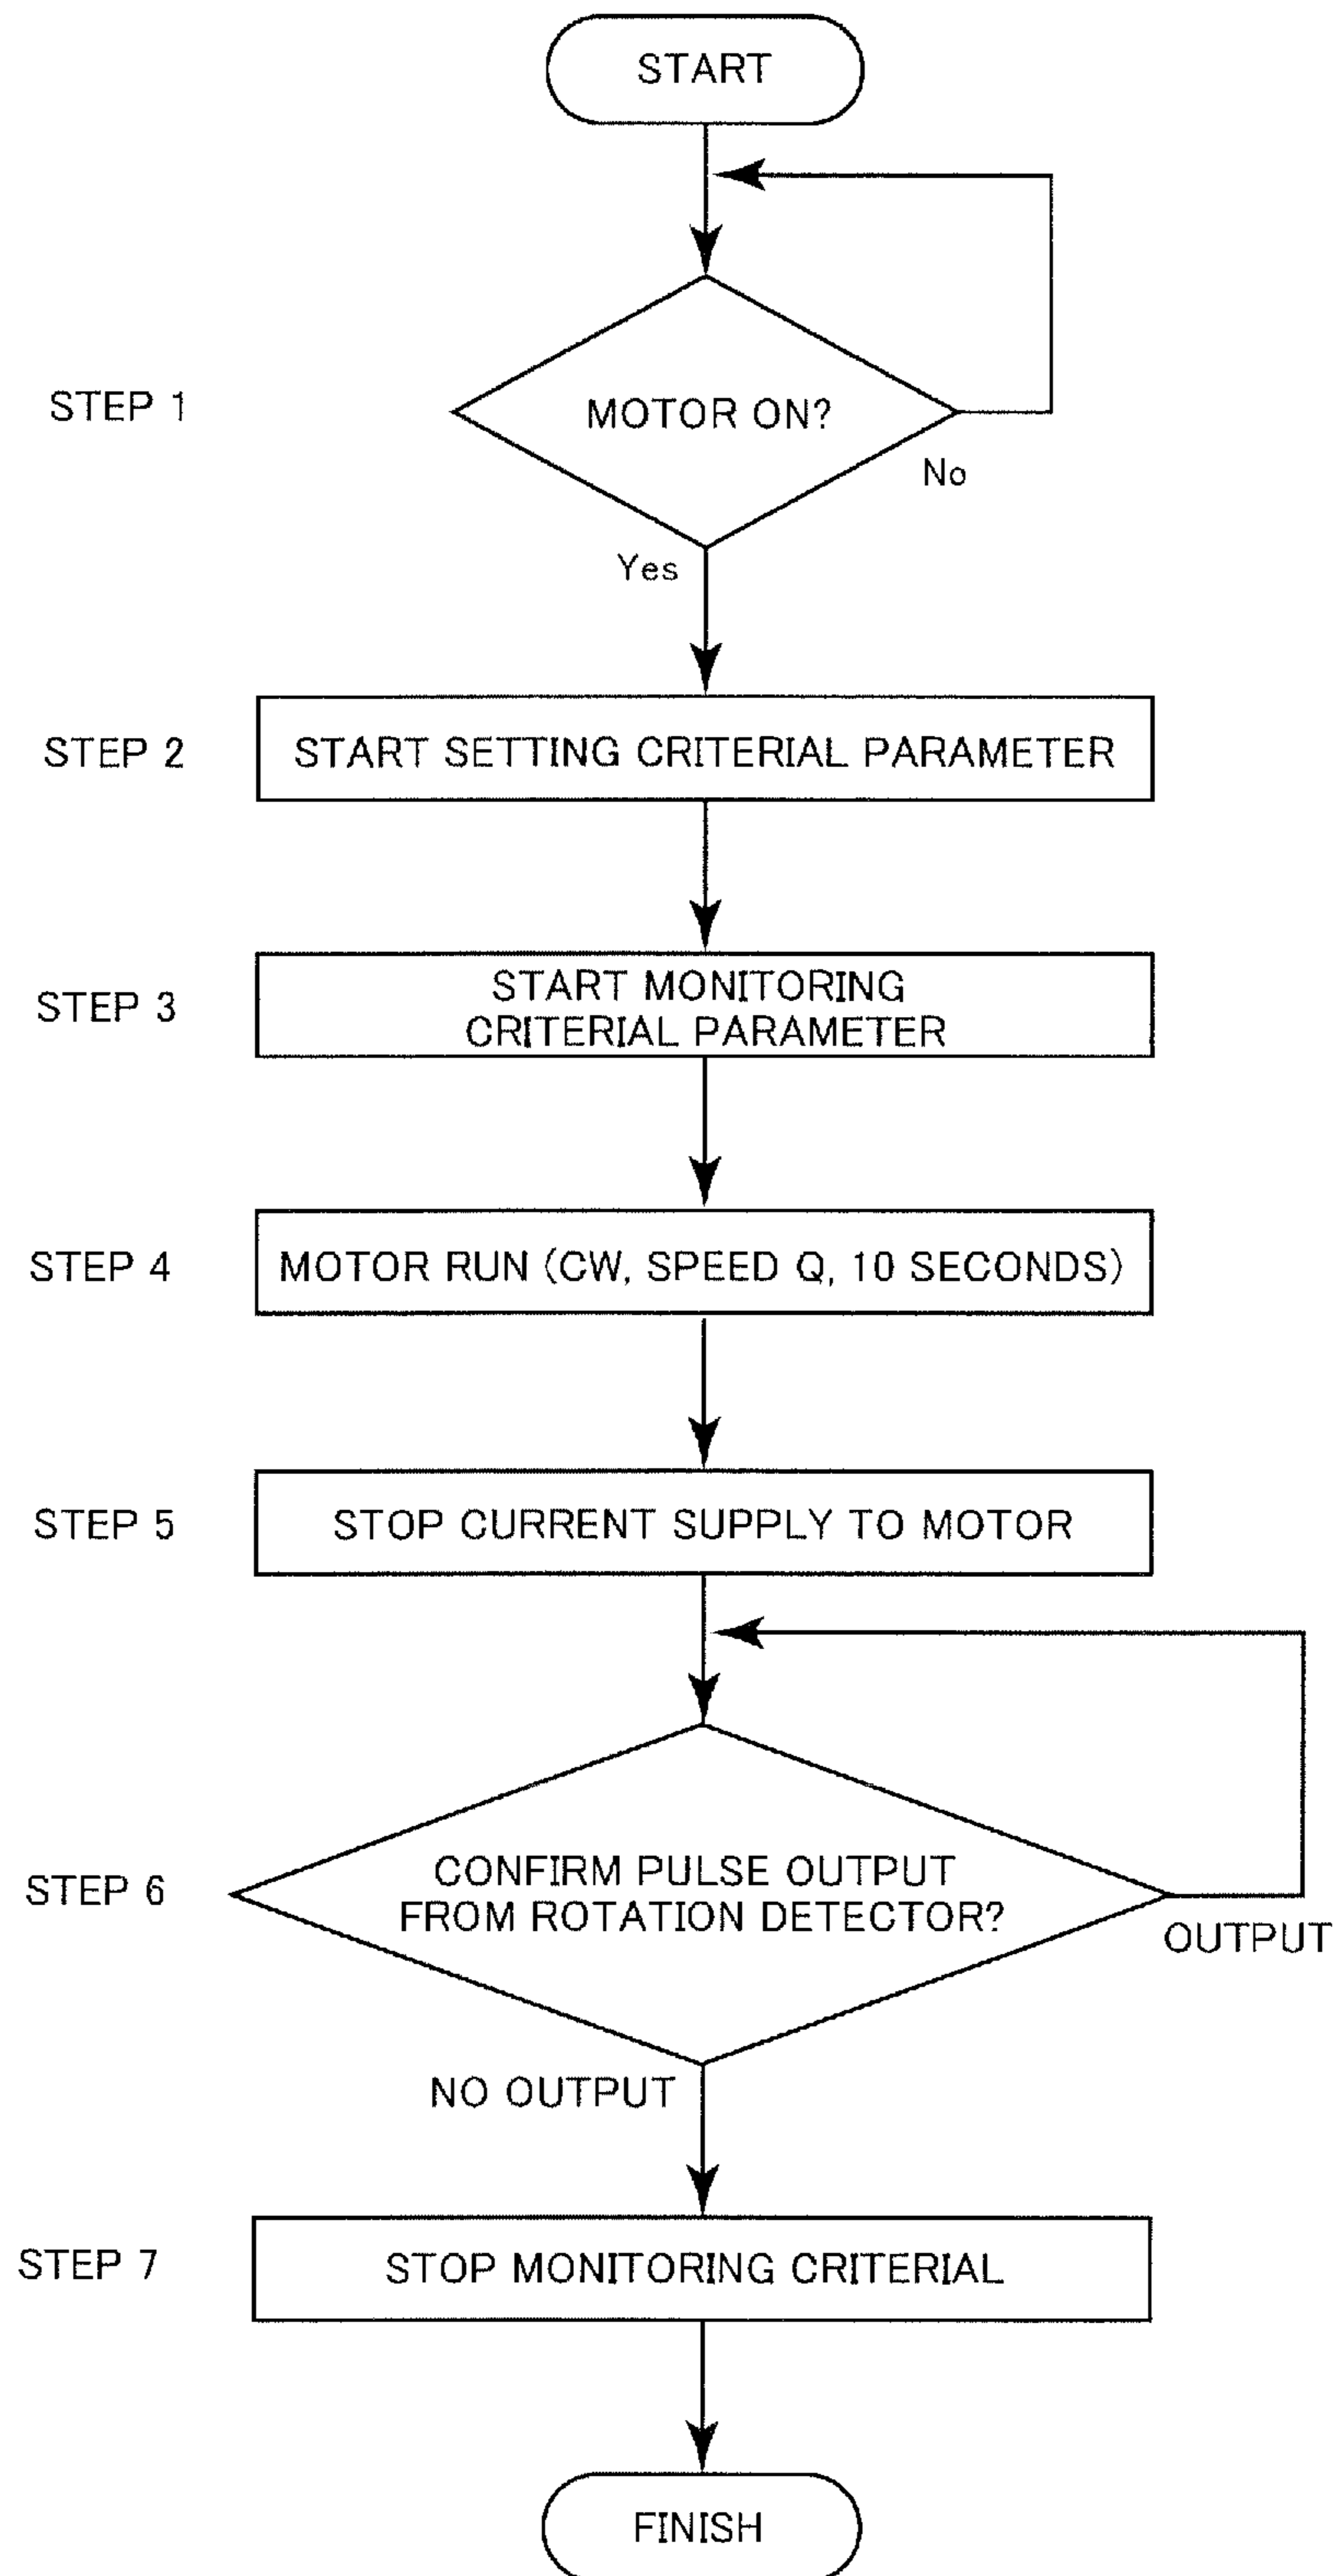 START
STEP 1
MOTOR ON?
No
Yes
STEP 2
START SETTING CRITERIAL PARAMETER
STEP 3
START MONITORING
CRITERIAL PARAMETER
STEP 4
MOTOR RUN (CW, SPEED Q, 10 SECONDS)
STEP 5
STOP CURRENT SUPPLY TO MOTOR
STEP 6
CONFIRM PULSE OUTPUT
FROM ROTATION DETECTOR?
OUTPUT
NO OUTPUT
STEP 7
STOP MONITORING CRITERIAL
FINISH